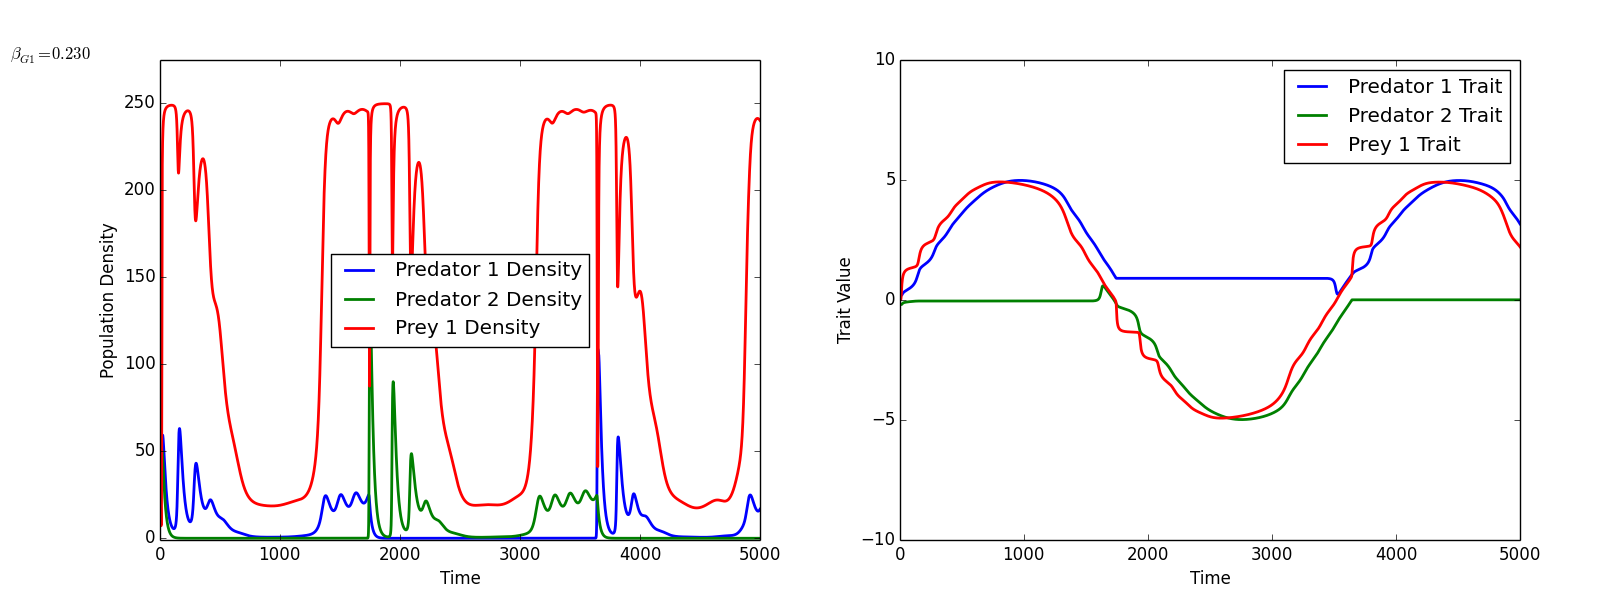 β_G1=0.230
Population Density
250
200
150
100
50
0
0 1000 2000 3000 4000 5000
Time
Predator 1 Density
Predator 2 Density
Prey 1 Density
Trait Value
10
5
0
−5
−10
0 1000 2000 3000 4000 5000
Time
Predator 1 Trait
Predator 2 Trait
Prey 1 Trait